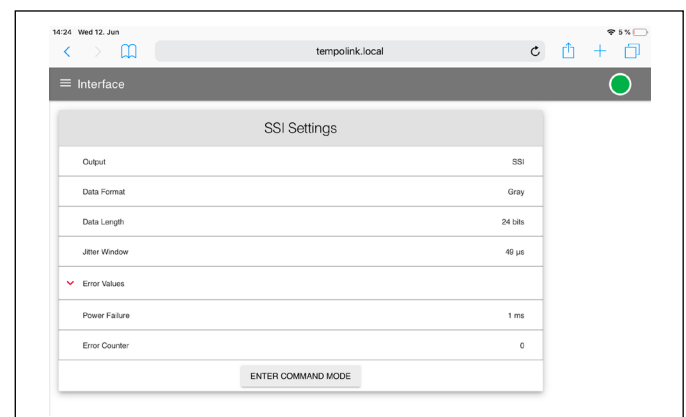 14:24 Wed 12. Jun 5 %
tempolink.local
Interface
SSI Settings
Output SSI
Data Format Gray
Data Length 24 bits
Jitter Window 49 µs
Error Values
Power Failure 1 ms
Error Counter 0
ENTER COMMAND MODE